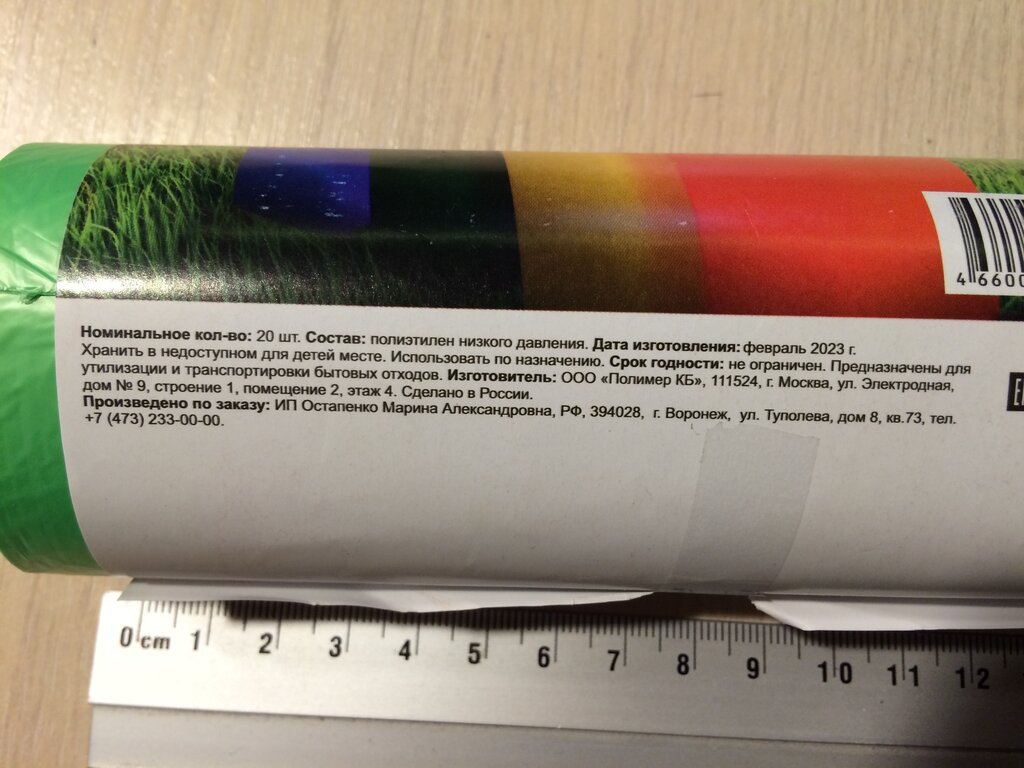 4 6600
Номинальное кол-во: 20 шт. Состав: полиэтилен низкого давления. Дата изготовления: февраль 2023 г.
Хранить в недоступном для детей месте. Использовать по назначению. Срок годности: не ограничен. Предназначены для
утилизации и транспортировки бытовых отходов. Изготовитель: ООО «Полимер КБ», 111524, г. Москва, ул. Электродная,
дом № 9, строение 1, помещение 2, этаж 4. Сделано в России.
Произведено по заказу: ИП Остапенко Марина Александровна, РФ, 394028, г. Воронеж, ул. Туполева, дом 8, кв.73, тел.
+7 (473) 233-00-00.
0 cm 1 2 3 4 5 6 7 8 9 10 11 12